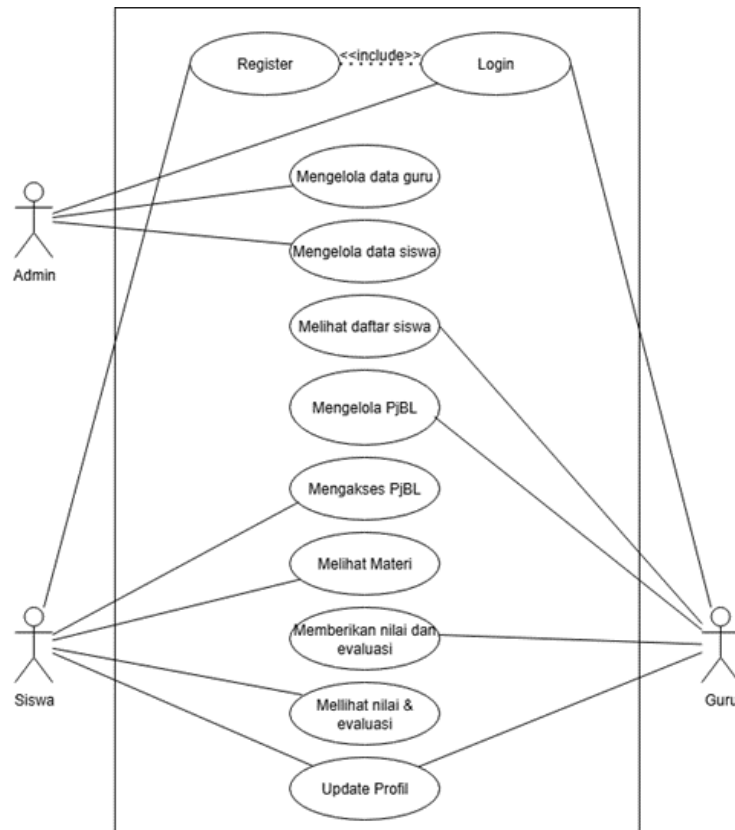 Register
<<include>>
Login
Mengelola data guru
Mengelola data siswa
Admin
Melihat daftar siswa
Mengelola PjBL
Mengakses PjBL
Melihat Materi
Memberikan nilai dan
evaluasi
Siswa
Guru
Mellihat nilai &
evaluasi
Update Profil